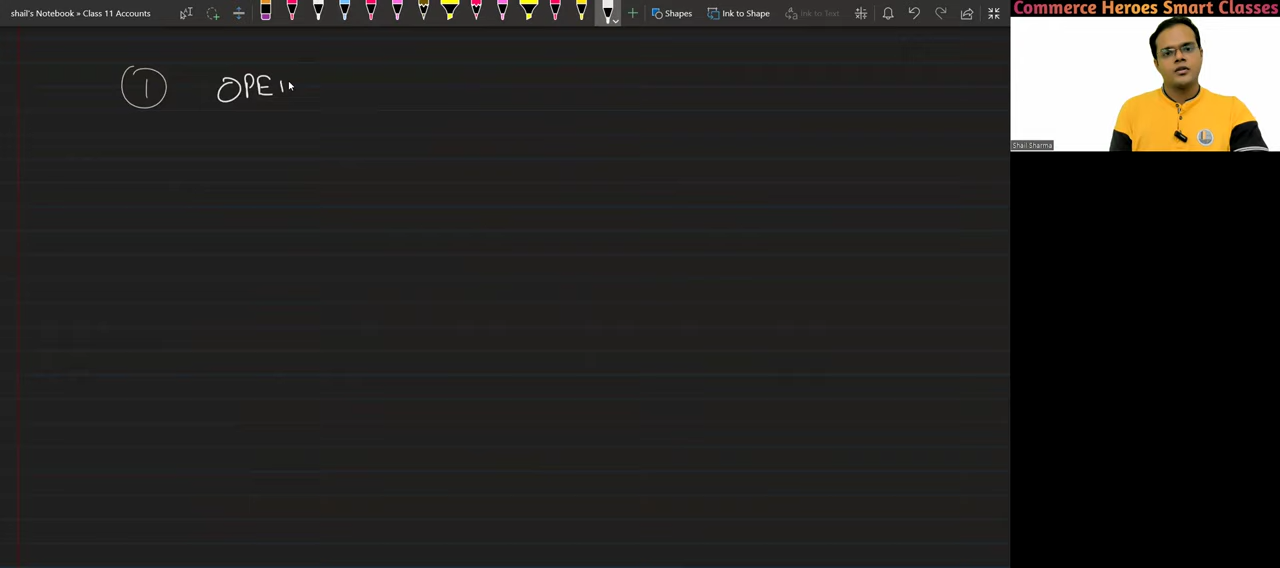 shail's Notebook » Class 11 Accounts
Shapes
Ink to Shape
Ink to Text
Commerce Heroes Smart Classes
① OPEI
Shail Sharma